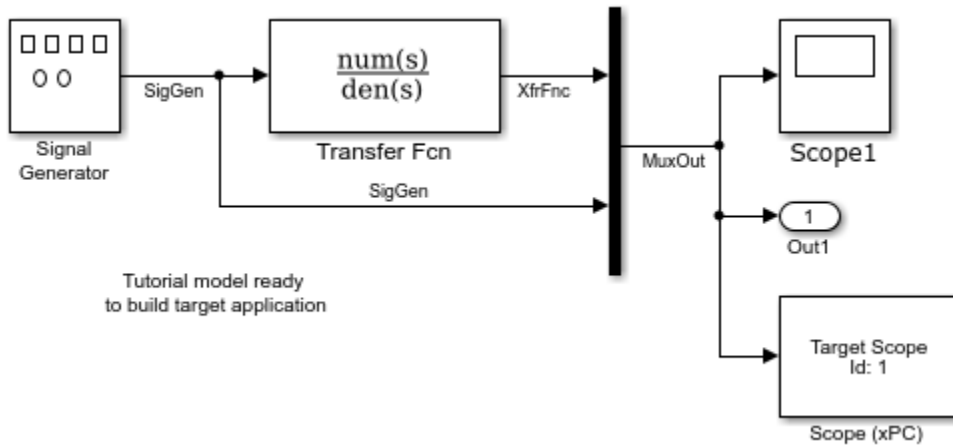 SigGen
Signal
Generator
num(s)
den(s)
Transfer Fcn
XfrFnc
SigGen
MuxOut
Scope1
1
Out1
Target Scope
Id: 1
Scope (xPC)
Tutorial model ready
to build target application